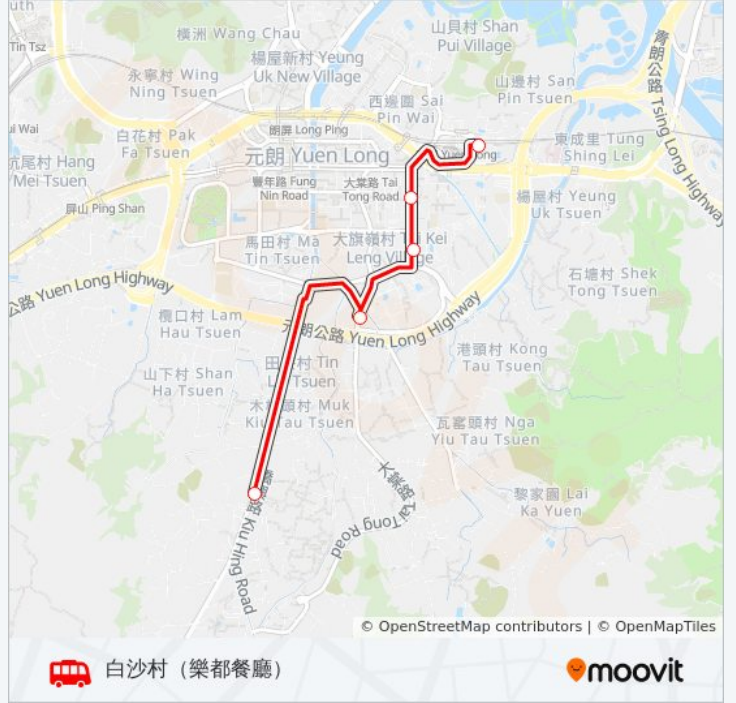 outh
橫洲 Wang Chau
山貝村 Shan
Pui Village
Tin Tsz
楊屋新村 Yeung
Uk New Village
永寧村 Wing
Ning Tsuen
西邊圍 Sai
Pin Wai
山邊村 San
Pin Tsuen
青朗公路 Tsing Long Highway
ui Wai
白花村 Pak
Fa Tsuen
朗屏 Long Ping
元朗 Yuen Long
東成里 Tung
Shing Lei
坑尾村 Hang
Mei Tsuen
豐年路 Fung
Nin Road
大棠路 Tai
Tong Road
楊屋村 Yeung
Uk Tsuen
屏山 Ping Shan
馬田村 Ma
Tin Tsuen
大旗嶺村 Tai Kei
Leng Village
石塘村 Shek
Tong Tsuen
公路 Yuen Long Highway
欖口村 Lam
Hau Tsuen
元朗公路 Yuen Long Highway
港頭村 Kong
Tau Tsuen
山下村 Shan
Ha Tsuen
村 Tin
Tsuen
頭村 Muk
Kiu Tau Tsuen
瓦窰頭村 Nga
Yiu Tau Tsuen
大棠路 Tai Tong Road
黎家園 Lai
Ka Yuen
Kiu Hing Road
© OpenStreetMap contributors | © OpenMapTiles
白沙村（樂都餐廳）
moovit